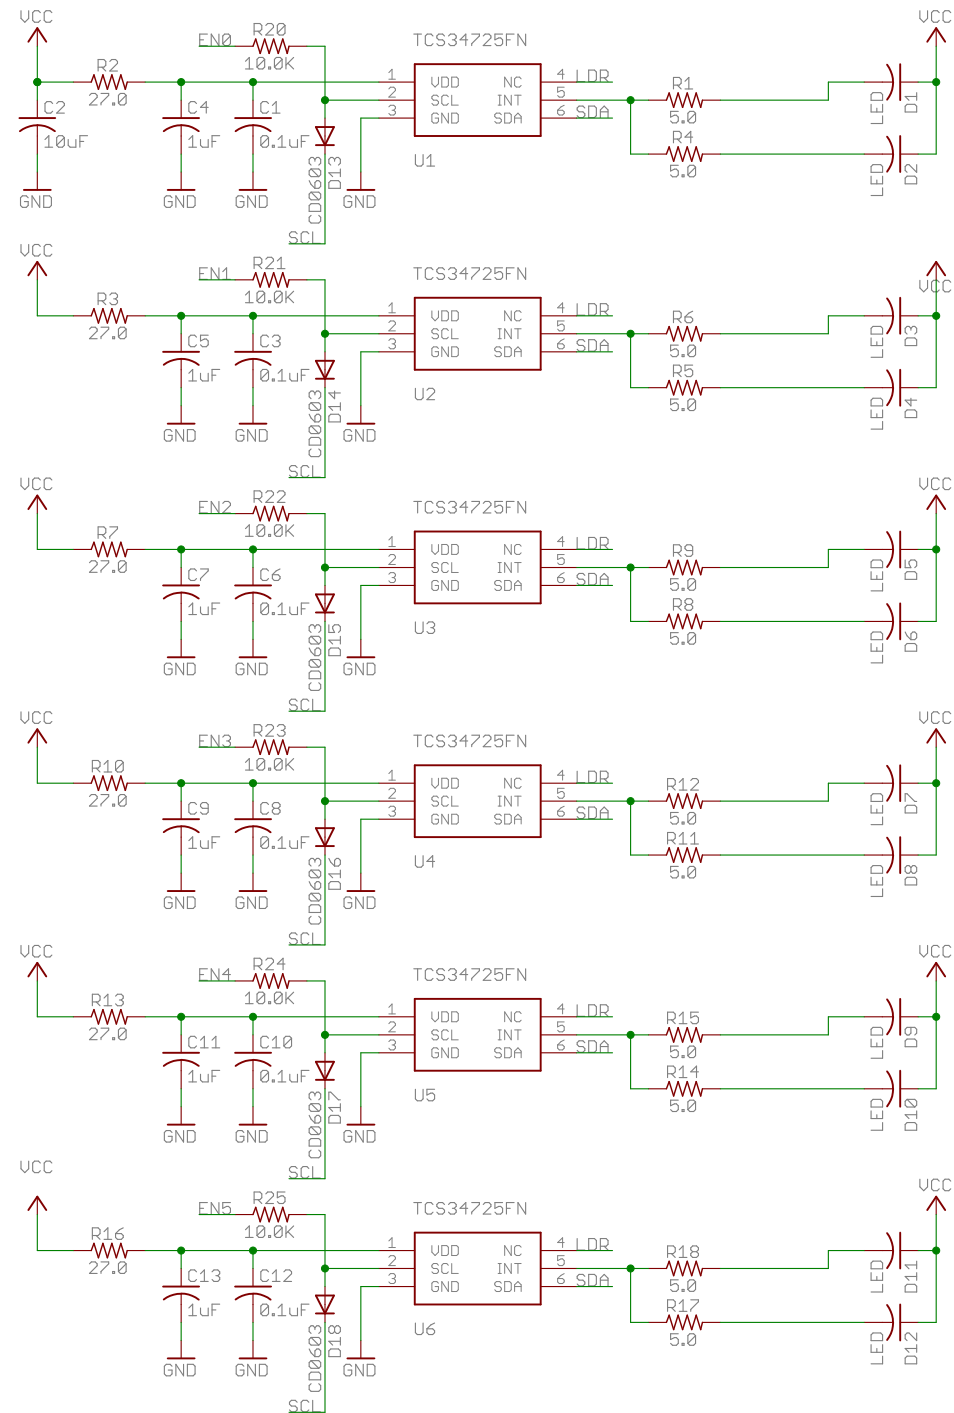 VCC
R2
27.0
C2
10uF
GND
C4
1uF
GND
C1
0.1uF
GND
EN0
R20
10.0K
CD0603
D13
SCL
GND
TCS34725FN
1 VDD NC 4 LDR
2 SCL INT 5
3 GND SDA 6 SDA
U1
R1
5.0
R4
5.0
LED
D1
LED
D2
VCC
VCC
R3
27.0
C5
1uF
GND
C3
0.1uF
GND
EN1
R21
10.0K
CD0603
D14
SCL
GND
TCS34725FN
1 VDD NC 4 LDR
2 SCL INT 5
3 GND SDA 6 SDA
U2
R6
5.0
R5
5.0
LED
D3
LED
D4
VCC
VCC
R7
27.0
C7
1uF
GND
C6
0.1uF
GND
EN2
R22
10.0K
CD0603
D15
SCL
GND
TCS34725FN
1 VDD NC 4 LDR
2 SCL INT 5
3 GND SDA 6 SDA
U3
R9
5.0
R8
5.0
LED
D5
LED
D6
VCC
VCC
R10
27.0
C9
1uF
GND
C8
0.1uF
GND
EN3
R23
10.0K
CD0603
D16
SCL
GND
TCS34725FN
1 VDD NC 4 LDR
2 SCL INT 5
3 GND SDA 6 SDA
U4
R12
5.0
R11
5.0
LED
D7
LED
D8
VCC
VCC
R13
27.0
C11
1uF
GND
C10
0.1uF
GND
EN4
R24
10.0K
CD0603
D17
SCL
GND
TCS34725FN
1 VDD NC 4 LDR
2 SCL INT 5
3 GND SDA 6 SDA
U5
R15
5.0
R14
5.0
LED
D9
LED
D10
VCC
VCC
R16
27.0
C13
1uF
GND
C12
0.1uF
GND
EN5
R25
10.0K
CD0603
D18
SCL
GND
TCS34725FN
1 VDD NC 4 LDR
2 SCL INT 5
3 GND SDA 6 SDA
U6
R18
5.0
R17
5.0
LED
D11
LED
D12
VCC